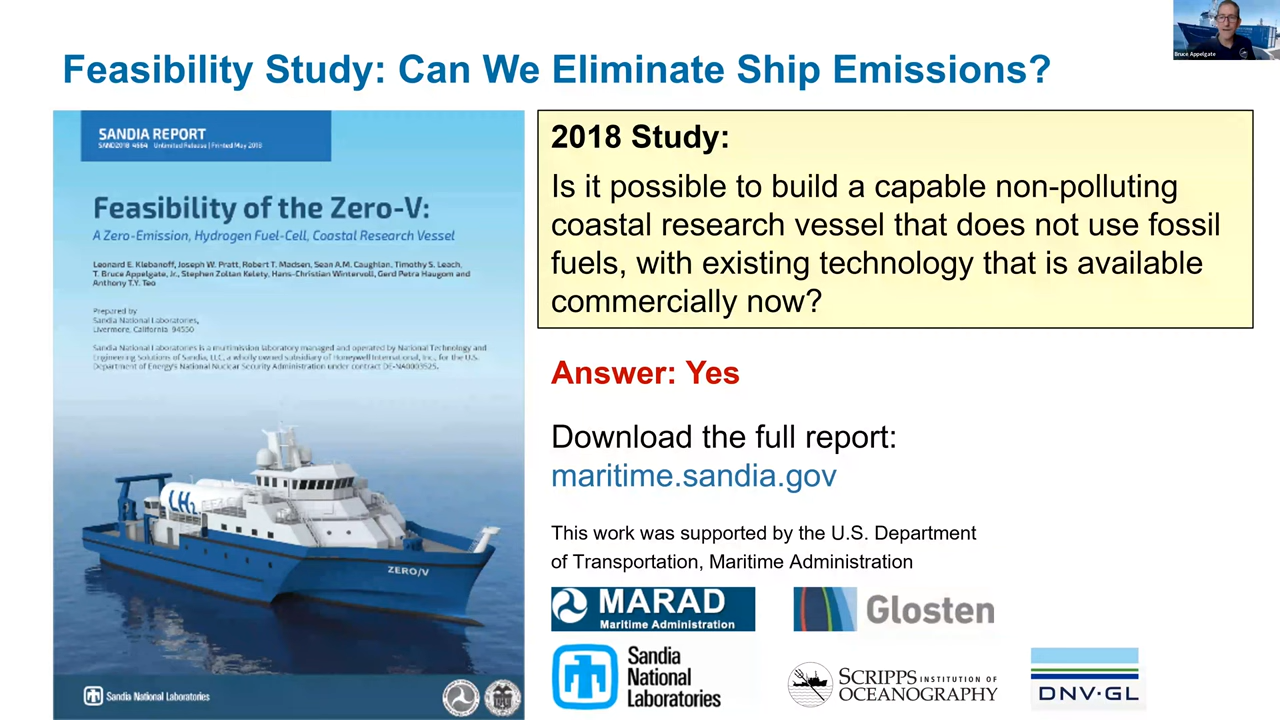 Bruce Appelgate
Feasibility Study: Can We Eliminate Ship Emissions?
SANDIA REPORT
SAND2018-4664 Unlimited Release | Printed May 2018
Feasibility of the Zero-V:
A Zero-Emission, Hydrogen Fuel-Cell, Coastal Research Vessel
Leonard E. Klebanoff, Joseph W. Pratt, Robert T. Madsen, Sean A.M. Caughlan, Timothy S. Leach,
T. Bruce Appelgate, Jr., Stephen Zoltan Kelety, Hans-Christian Wintervoll, Gerd Petra Haugom and
Anthony T.Y. Teo
Prepared by
Sandia National Laboratories,
Livermore, California 94550
Sandia National Laboratories is a multimission laboratory managed and operated by National Technology and
Engineering Solutions of Sandia, LLC, a wholly owned subsidiary of Honeywell International, Inc., for the U.S.
Department of Energy's National Nuclear Security Administration under contract DE-NA0003525.
LH2
ZERO/V
Sandia National Laboratories
2018 Study:
Is it possible to build a capable non-polluting
coastal research vessel that does not use fossil
fuels, with existing technology that is available
commercially now?
Answer: Yes
Download the full report:
maritime.sandia.gov
This work was supported by the U.S. Department
of Transportation, Maritime Administration
MARAD
Maritime Administration
Glosten
Sandia
National
Laboratories
SCRIPPS INSTITUTION OF
OCEANOGRAPHY
DNV·GL